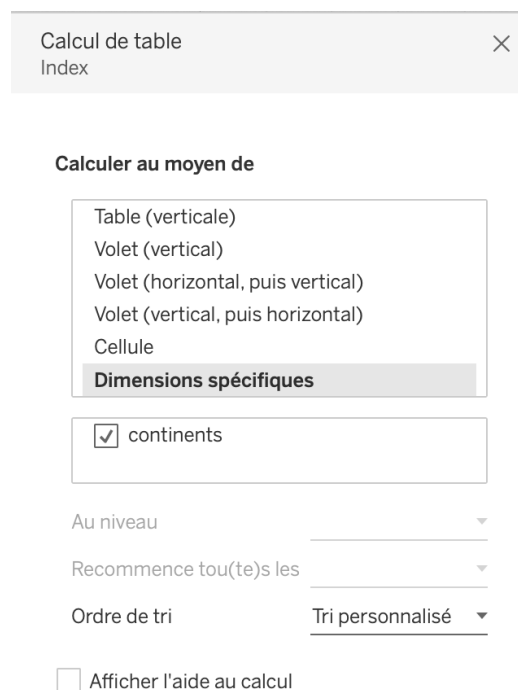 Calcul de table
Index
Calculer au moyen de
Table (verticale)
Volet (vertical)
Volet (horizontal, puis vertical)
Volet (vertical, puis horizontal)
Cellule
Dimensions spécifiques
continents
Au niveau
Recommence tou(te)s les
Ordre de tri Tri personnalisé
Afficher l'aide au calcul